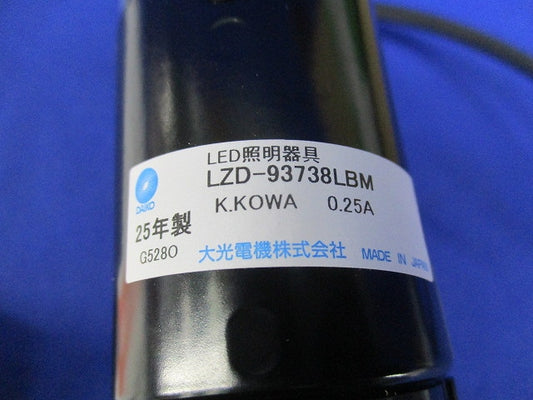 LED照明器具
LZD-93738LBM
K.KOWA 0.25A
DAIKO
25年製
G5280
大光電機株式会社 MADE IN JAPAN